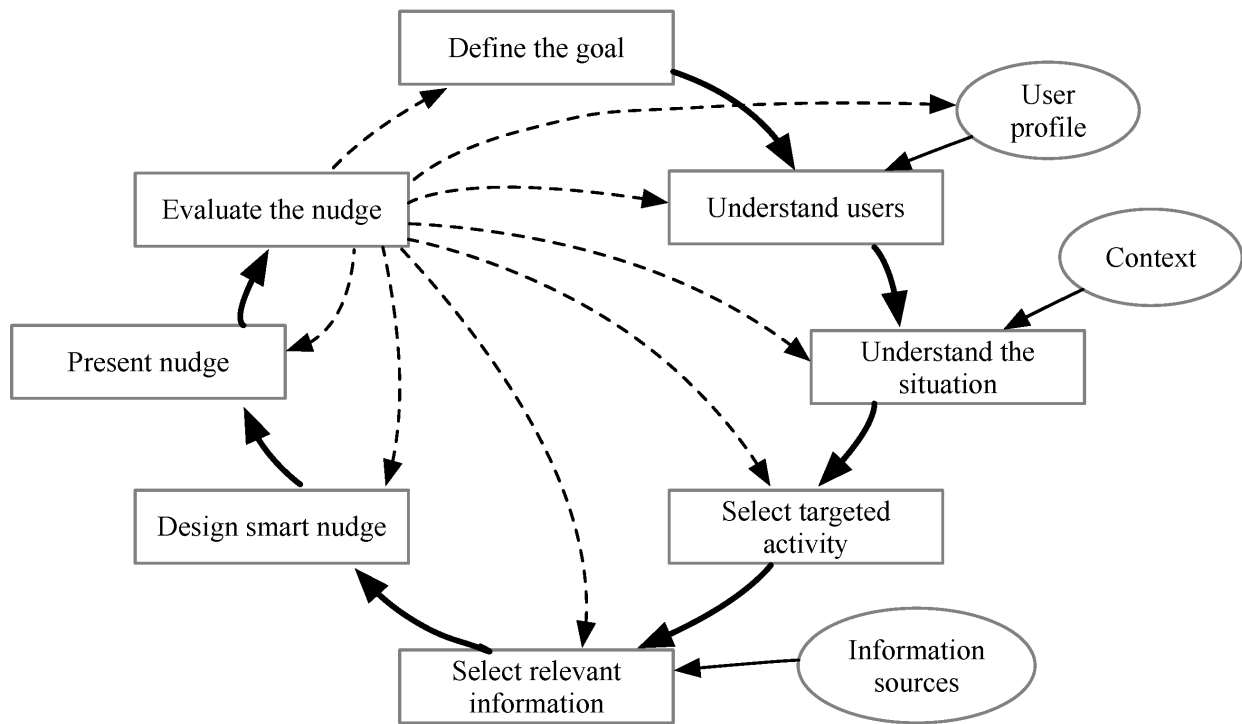 Define the goal
User
profile
Evaluate the nudge
Understand users
Context
Present nudge
Understand the
situation
Design smart nudge
Select targeted
activity
Select relevant
information
Information
sources